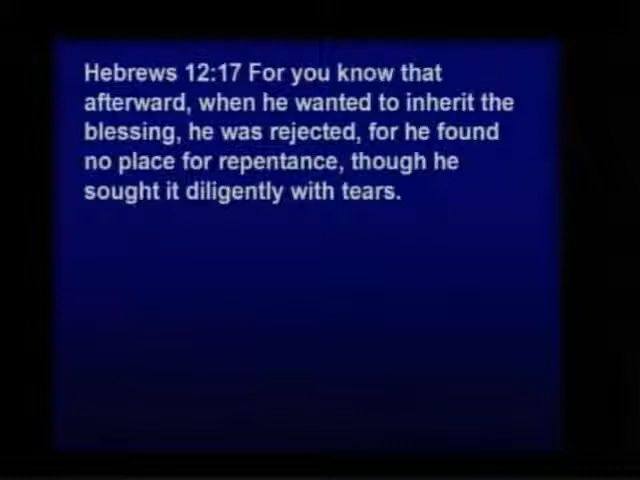 Hebrews 12:17 For you know that
afterward, when he wanted to inherit the
blessing, he was rejected, for he found
no place for repentance, though he
sought it diligently with tears.